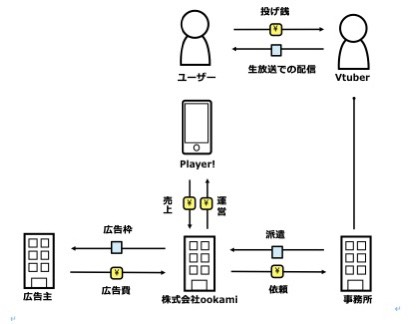 投げ銭
¥
生放送での配信
ユーザー
Vtuber
Player!
売上
¥
¥
運営
広告枠
派遣
¥
広告費
¥
依頼
広告主
株式会社ookami
事務所